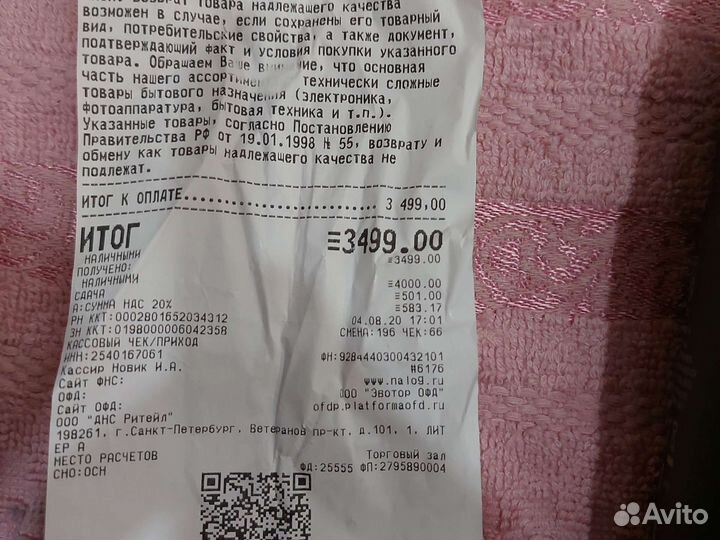 возврат товара надлежащего качества
возможен в случае, если сохранены его товарный
вид, потребительские свойства, а также документ,
подтверждающий факт и условия покупки указанного
товара. Обращаем Ваше что основная
часть нашего технически сложные
товары бытового назначения (электроника,
фотоаппаратура, бытовая техника и т.п.).
Указанные товары, согласно Постановлению
Правительства РФ от 19.01.1998 № 55, возврату и
обмену как товары надлежащего качества не
подлежат.
ИТОГ К ОПЛАТЕ........................ 3 499,00
ИТОГ ≡3499.00
НАЛИЧНЫМИ ≡3499.00
ПОЛУЧЕНО:
НАЛИЧНЫМИ ≡4000.00
СДАЧА ≡501.00
А:СУММА НДС 20% ≡583.17
РН ККТ:0002801652034312 04.08.20 17:01
ЗН ККТ:0198000006042358 СМЕНА:196 ЧЕК:66
КАССОВЫЙ ЧЕК/ПРИХОД
ИНН:2540167061 ФН:9284440300432101
Кассир Новик И.А. #6176
Сайт ФНС: www.nalog.ru
ОФД: ООО "Эвотор ОФД"
Сайт ОФД: ofdp.platformaofd.ru
ООО "ДНС Ритейл"
198261, г.Санкт-Петербург, Ветеранов пр-кт, д.101, 1, ЛИТ
ЕР А
МЕСТО РАСЧЕТОВ Торговый зал
СНО:ОСН ФД:25555 ФП:2795890004
Avito